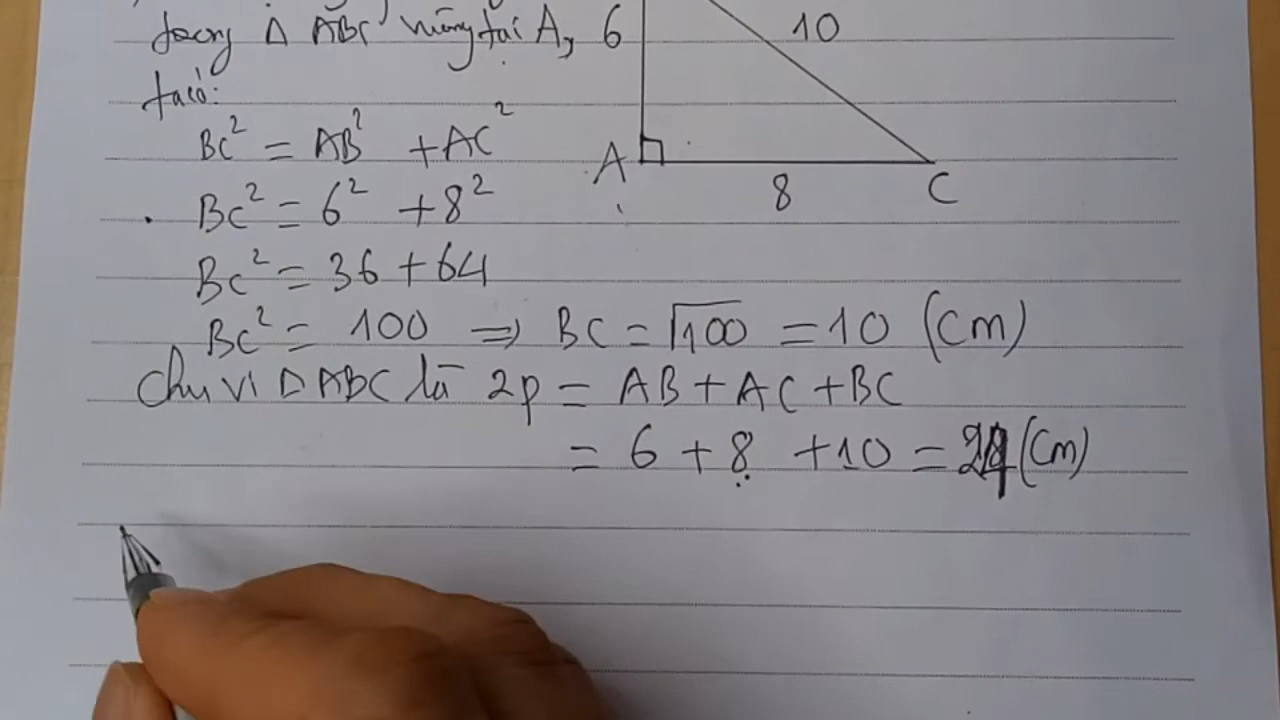 trong Δ ABC vuông tại A, 6
10
ta có:
BC² = AB² + AC²
A
8
C
BC² = 6² + 8²
BC² = 36 + 64
BC² = 100 => BC = √100 = 10 (cm)
Chu vi Δ ABC là 2p = AB + AC + BC
= 6 + 8 + 10 = 24 (cm)